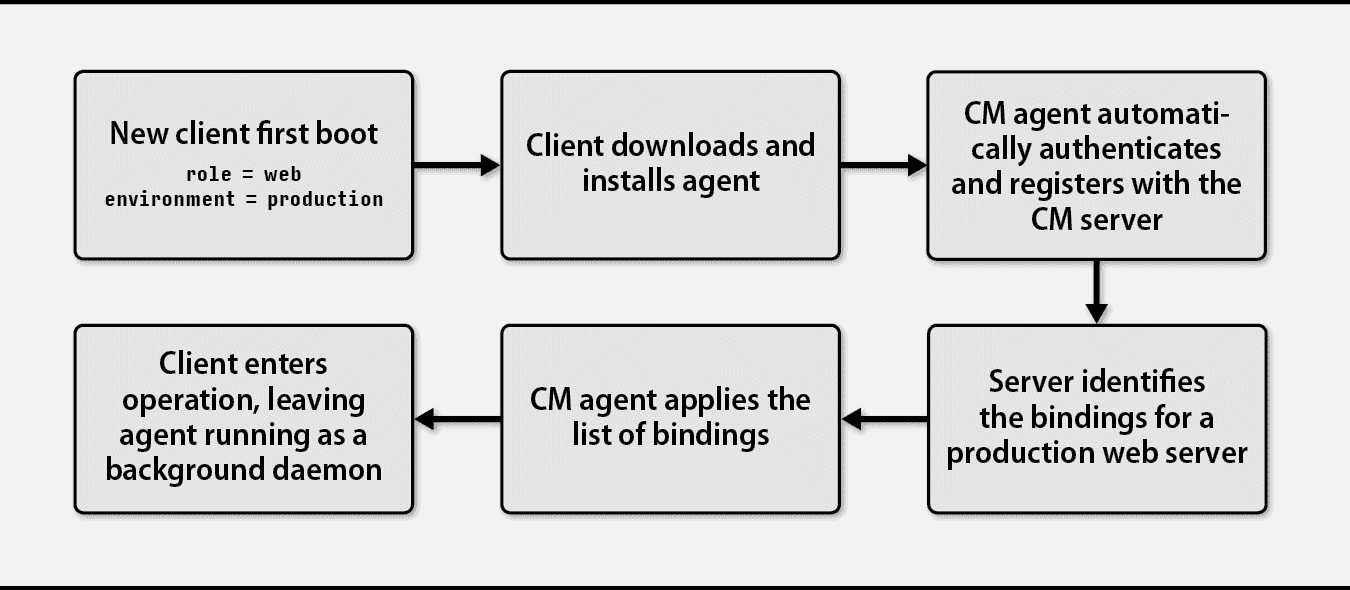 New client first boot
role = web
environment = production
Client downloads and
installs agent
CM agent automati-
cally authenticates
and registers with the
CM server
Server identifies
the bindings for a
production web server
CM agent applies the
list of bindings
Client enters
operation, leaving
agent running as a
background daemon